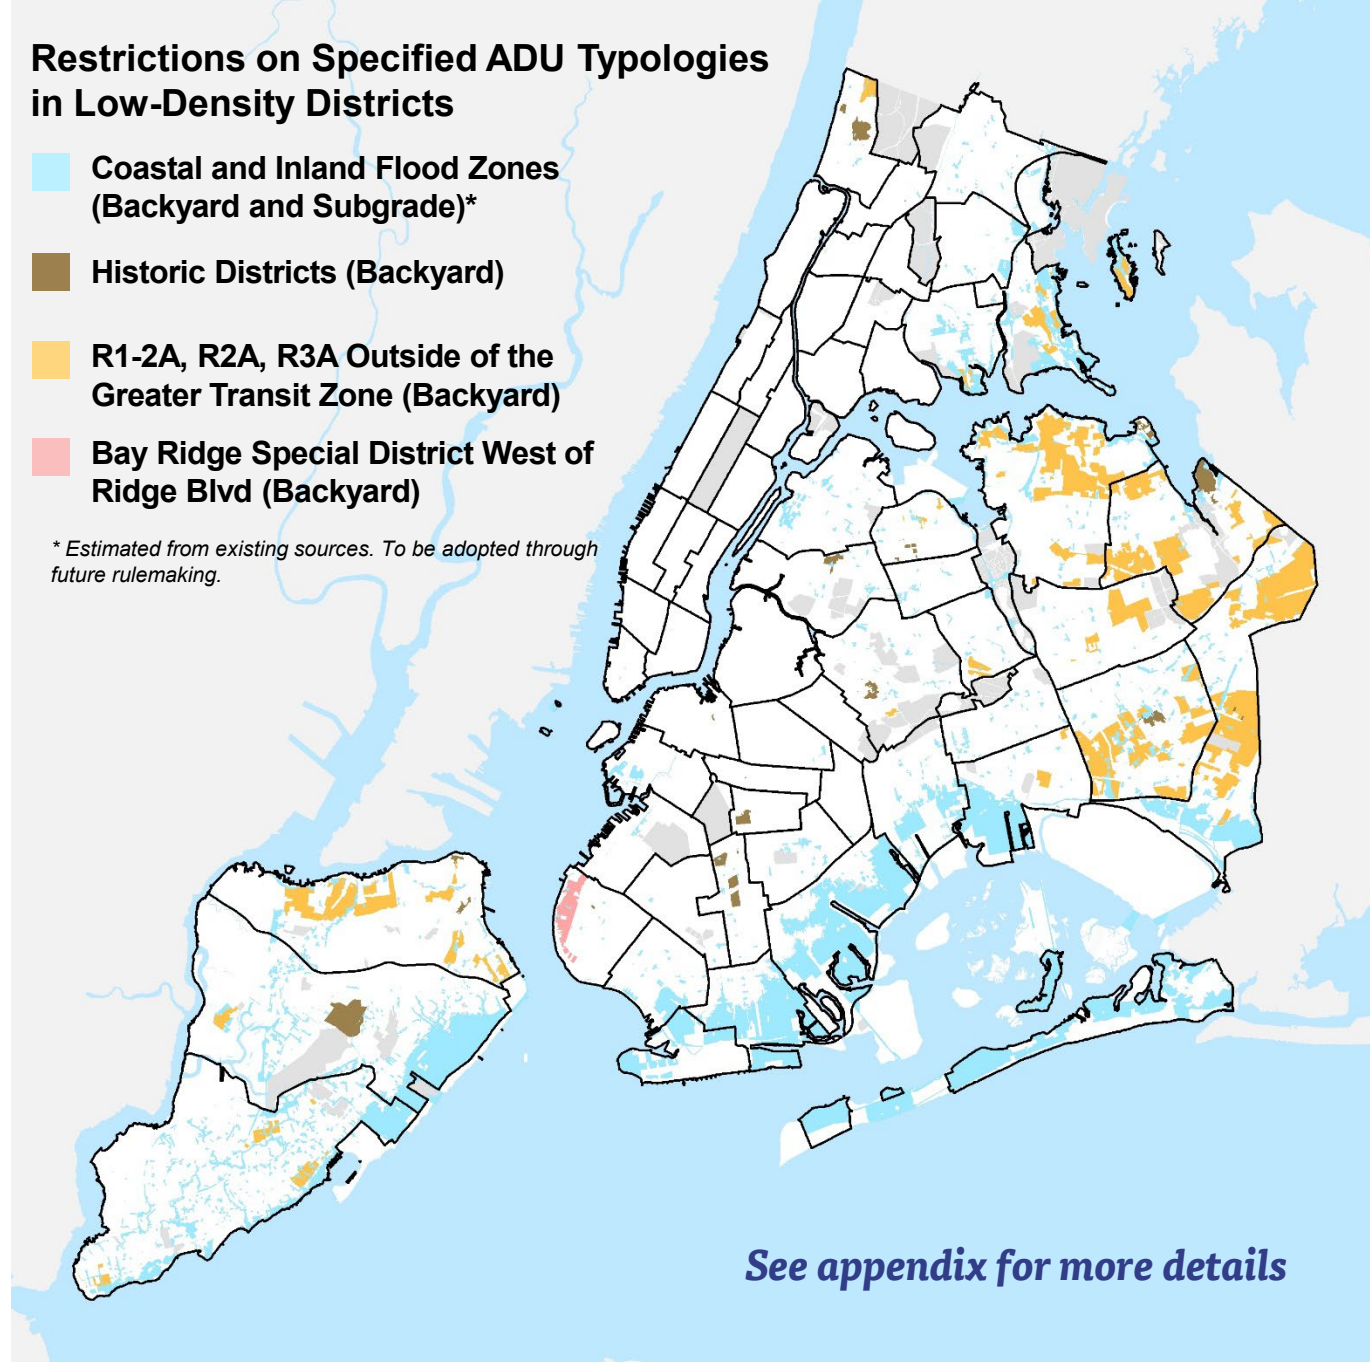 Restrictions on Specified ADU Typologies
in Low-Density Districts
Coastal and Inland Flood Zones
(Backyard and Subgrade)*
Historic Districts (Backyard)
R1-2A, R2A, R3A Outside of the
Greater Transit Zone (Backyard)
Bay Ridge Special District West of
Ridge Blvd (Backyard)
* Estimated from existing sources. To be adopted through
future rulemaking.
See appendix for more details